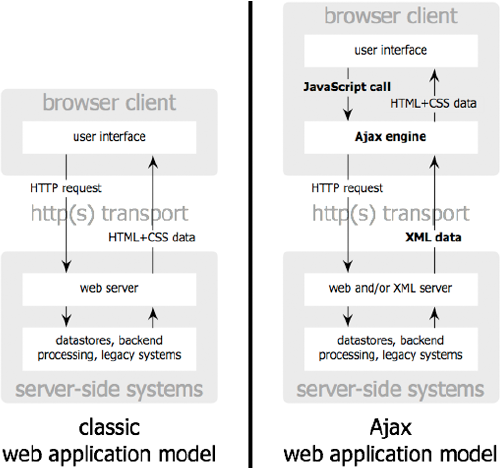 browser client
user interface
HTTP request
http(s) transport
HTML+CSS data
web server
datastores, backend
processing, legacy systems
server-side systems
classic
web application model
browser client
user interface
JavaScript call
HTML+CSS data
Ajax engine
HTTP request
http(s) transport
XML data
web and/or XML server
datastores, backend
processing, legacy systems
server-side systems
Ajax
web application model